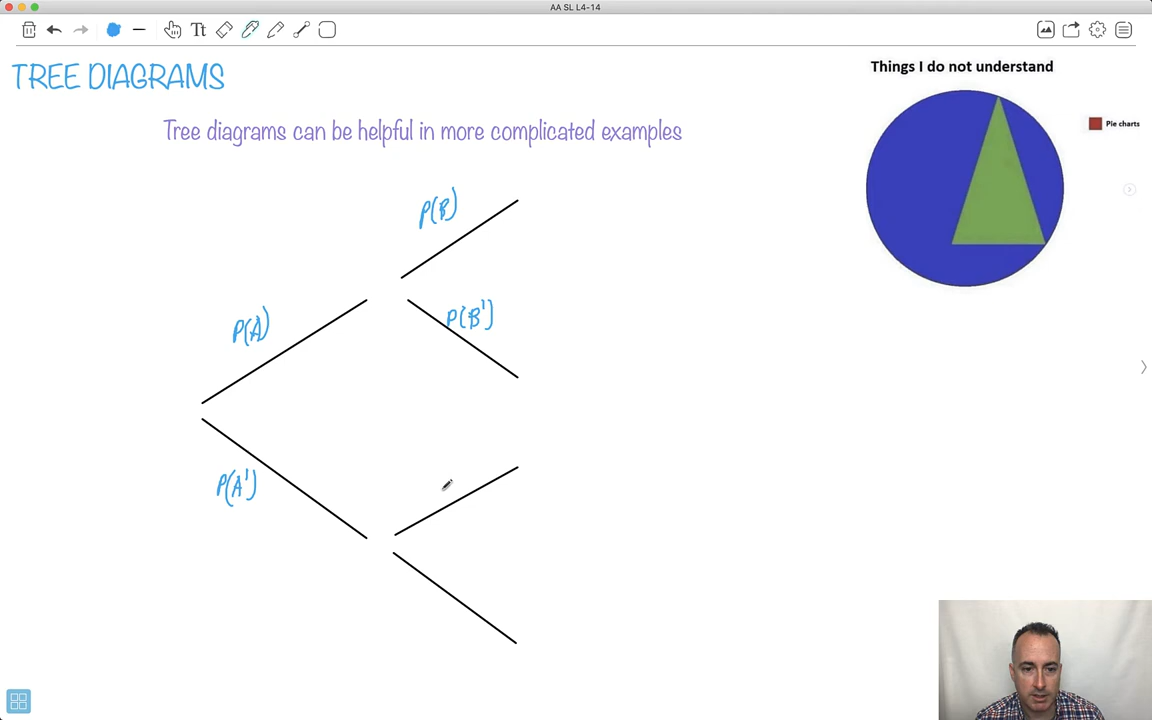 AA SL L4-14
Tt
TREE DIAGRAMS
Things I do not understand
Pie charts
Tree diagrams can be helpful in more complicated examples
P(B)
P(B')
P(A)
P(A')